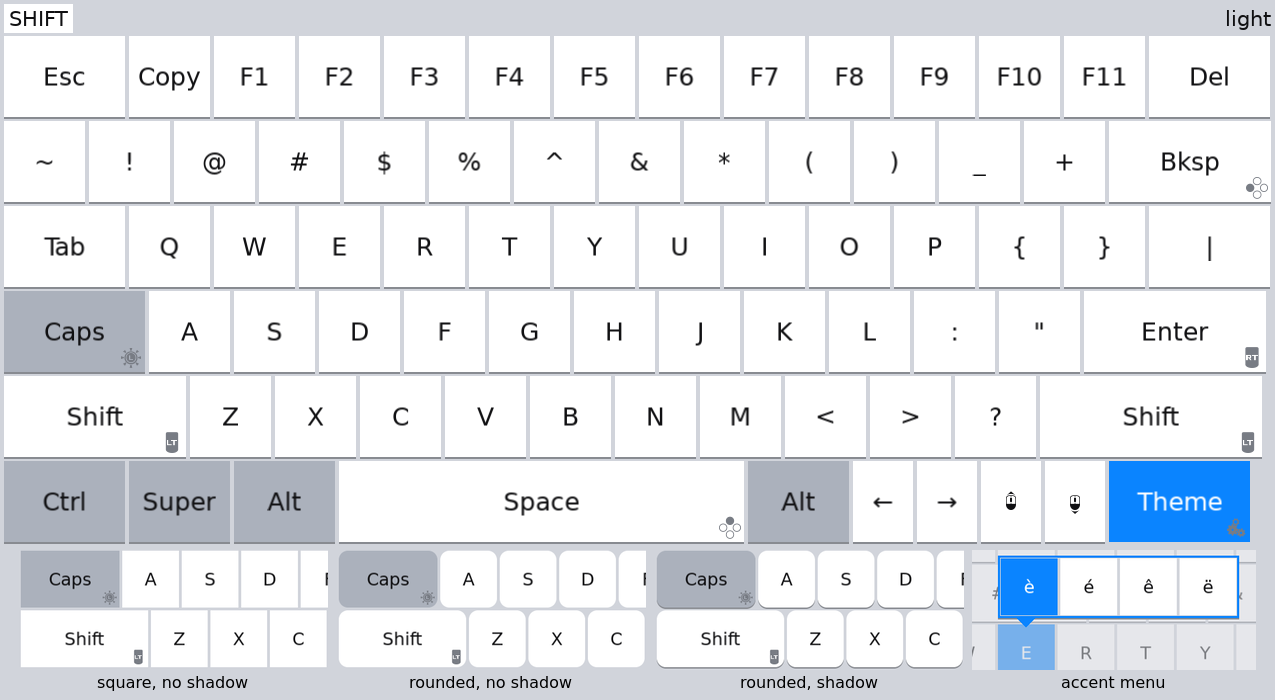 SHIFT light
Esc Copy F1 F2 F3 F4 F5 F6 F7 F8 F9 F10 F11 Del
~ ! @ # $ % ^ & * ( ) _ + Bksp
Tab Q W E R T Y U I O P { } |
Caps A S D F G H J K L : " Enter
RT
Shift Z X C V B N M < > ? Shift
LT LT
Ctrl Super Alt Space Alt ← → Theme
Caps A S D Caps A S D Caps A S D è é ê ë
Shift Z X C Shift Z X C Shift Z X C E R T Y
LT LT LT
square, no shadow rounded, no shadow rounded, shadow accent menu